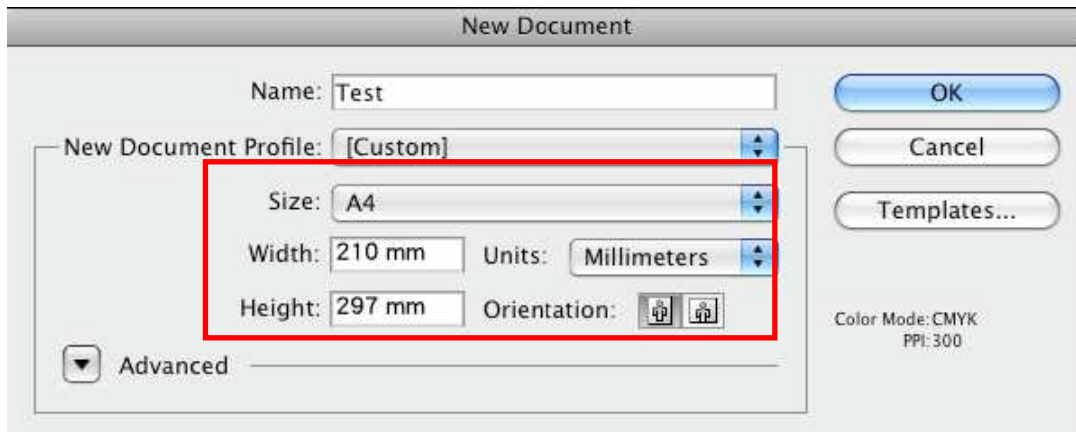 New Document
Name: Test
OK
New Document Profile: [Custom]
Cancel
Size: A4
Templates...
Width: 210 mm Units: Millimeters
Height: 297 mm Orientation:
Color Mode: CMYK
PPI: 300
Advanced